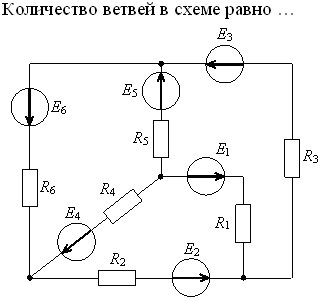 Количество ветвей в схеме равно …
E3
E5
E6
R5
E1
R3
R6
R4
E4
R1
R2
E2